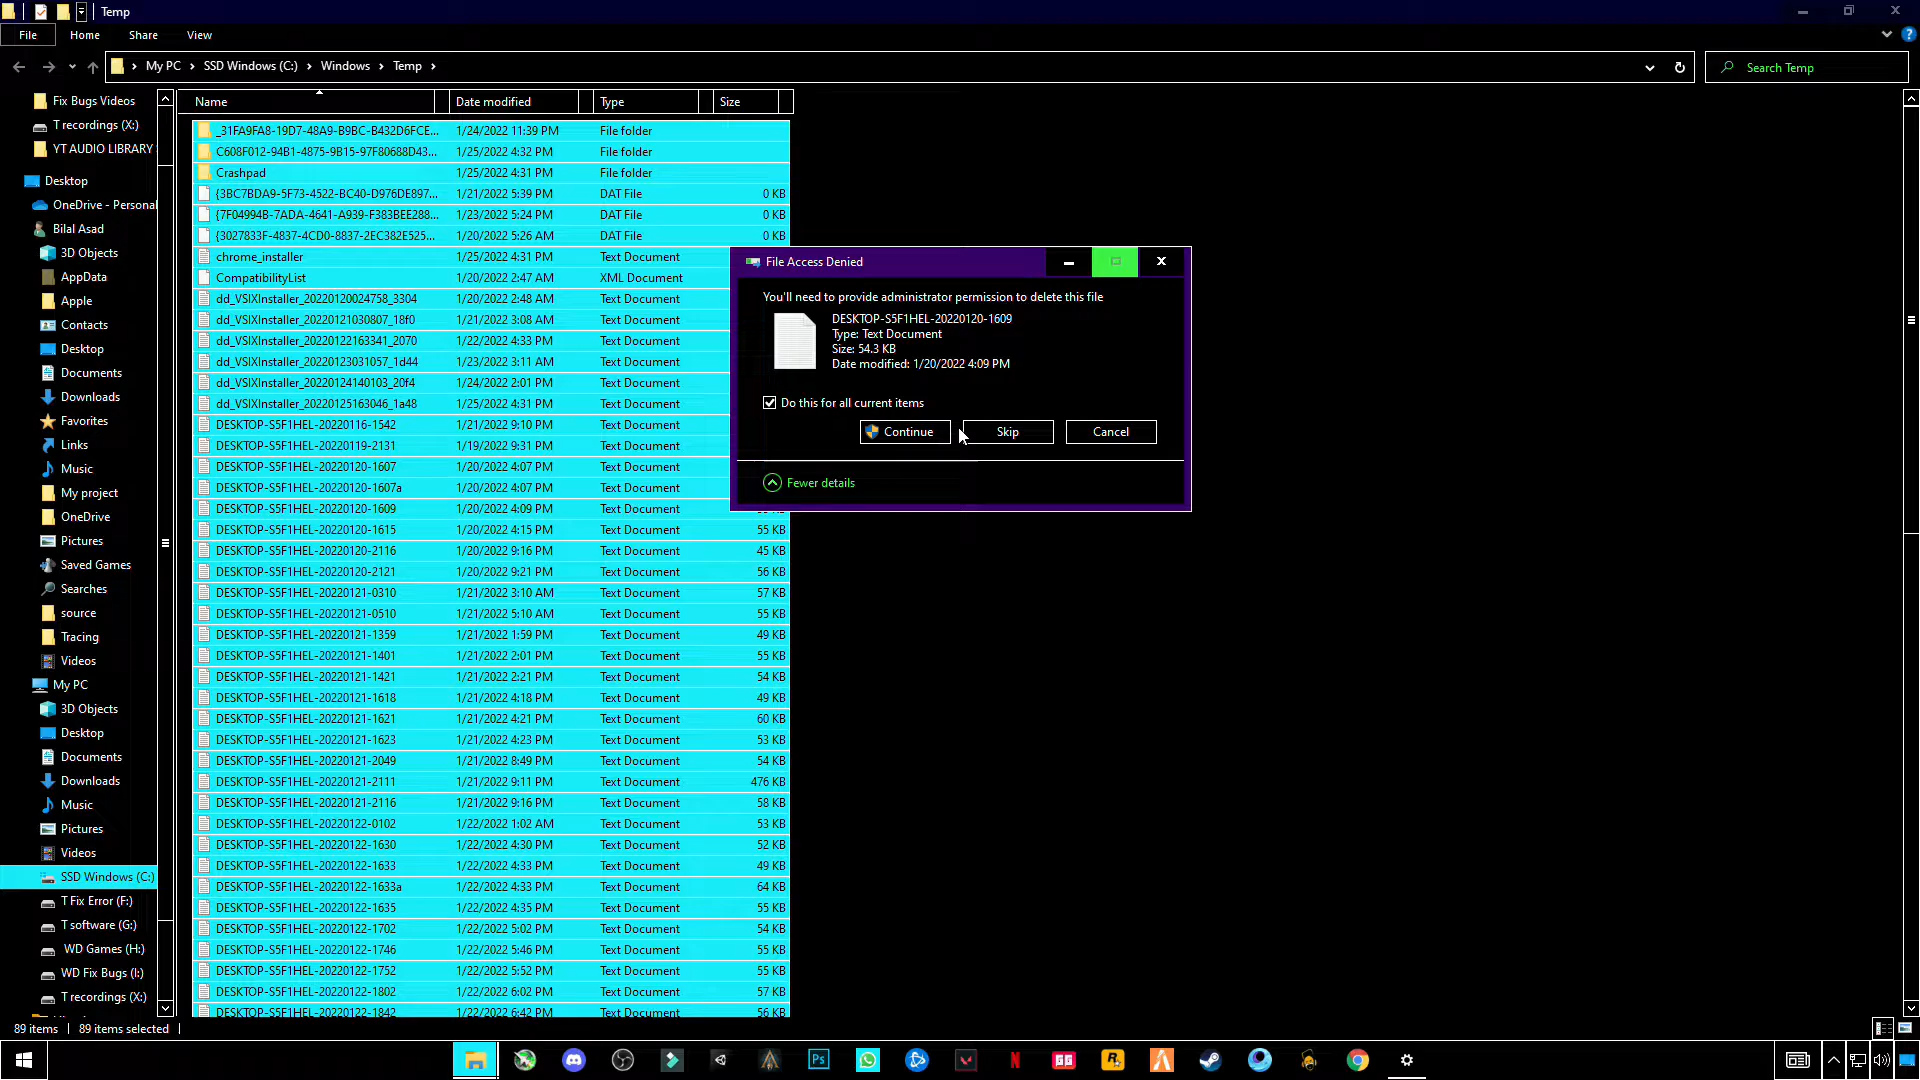 Temp
File Home Share View
My PC SSD Windows (C:) Windows Temp
Search Temp
Fix Bugs Videos
T recordings (X:)
YT AUDIO LIBRARY
Desktop
OneDrive - Personal
Bilal Asad
3D Objects
AppData
Apple
Contacts
Desktop
Documents
Downloads
Favorites
Links
Music
My project
OneDrive
Pictures
Saved Games
Searches
source
Tracing
Videos
My PC
3D Objects
Desktop
Documents
Downloads
Music
Pictures
Videos
SSD Windows (C:)
T Fix Error (F:)
T software (G:)
WD Games (H:)
WD Fix Bugs (I:)
T recordings (X:)
Name Date modified Type Size
_31FA9FA8-19D7-48A9-B9BC-B432D6FCE... 1/24/2022 11:39 PM File folder
C608F012-94B1-4875-9B15-97F80688D43... 1/25/2022 4:32 PM File folder
Crashpad 1/25/2022 4:31 PM File folder
{3BC7BDA9-5F73-4522-BC40-D976DE897... 1/21/2022 5:39 PM DAT File 0 KB
{7F04994B-7ADA-4641-A939-F383BEE288... 1/23/2022 5:24 PM DAT File 0 KB
{3027833F-4837-4CD0-8837-2EC382E525... 1/20/2022 5:26 AM DAT File 0 KB
chrome_installer 1/25/2022 4:31 PM Text Document
CompatibilityList 1/20/2022 2:47 AM XML Document
dd_VSIXInstaller_20220120024758_3304 1/20/2022 2:48 AM Text Document
dd_VSIXInstaller_20220121030807_18f0 1/21/2022 3:08 AM Text Document
dd_VSIXInstaller_20220122163341_2070 1/22/2022 4:33 PM Text Document
dd_VSIXInstaller_20220123031057_1d44 1/23/2022 3:11 AM Text Document
dd_VSIXInstaller_20220124140103_20f4 1/24/2022 2:01 PM Text Document
dd_VSIXInstaller_20220125163046_1a48 1/25/2022 4:31 PM Text Document
DESKTOP-S5F1HEL-20220116-1542 1/21/2022 9:10 PM Text Document
DESKTOP-S5F1HEL-20220119-2131 1/19/2022 9:31 PM Text Document
DESKTOP-S5F1HEL-20220120-1607 1/20/2022 4:07 PM Text Document
DESKTOP-S5F1HEL-20220120-1607a 1/20/2022 4:07 PM Text Document
DESKTOP-S5F1HEL-20220120-1609 1/20/2022 4:09 PM Text Document
DESKTOP-S5F1HEL-20220120-1615 1/20/2022 4:15 PM Text Document 55 KB
DESKTOP-S5F1HEL-20220120-2116 1/20/2022 9:16 PM Text Document 45 KB
DESKTOP-S5F1HEL-20220120-2121 1/20/2022 9:21 PM Text Document 56 KB
DESKTOP-S5F1HEL-20220121-0310 1/21/2022 3:10 AM Text Document 57 KB
DESKTOP-S5F1HEL-20220121-0510 1/21/2022 5:10 AM Text Document 55 KB
DESKTOP-S5F1HEL-20220121-1359 1/21/2022 1:59 PM Text Document 49 KB
DESKTOP-S5F1HEL-20220121-1401 1/21/2022 2:01 PM Text Document 55 KB
DESKTOP-S5F1HEL-20220121-1421 1/21/2022 2:21 PM Text Document 54 KB
DESKTOP-S5F1HEL-20220121-1618 1/21/2022 4:18 PM Text Document 49 KB
DESKTOP-S5F1HEL-20220121-1621 1/21/2022 4:21 PM Text Document 60 KB
DESKTOP-S5F1HEL-20220121-1623 1/21/2022 4:23 PM Text Document 53 KB
DESKTOP-S5F1HEL-20220121-2049 1/21/2022 8:49 PM Text Document 54 KB
DESKTOP-S5F1HEL-20220121-2111 1/21/2022 9:11 PM Text Document 476 KB
DESKTOP-S5F1HEL-20220121-2116 1/21/2022 9:16 PM Text Document 58 KB
DESKTOP-S5F1HEL-20220122-0102 1/22/2022 1:02 AM Text Document 53 KB
DESKTOP-S5F1HEL-20220122-1630 1/22/2022 4:30 PM Text Document 52 KB
DESKTOP-S5F1HEL-20220122-1633 1/22/2022 4:33 PM Text Document 49 KB
DESKTOP-S5F1HEL-20220122-1633a 1/22/2022 4:33 PM Text Document 64 KB
DESKTOP-S5F1HEL-20220122-1635 1/22/2022 4:35 PM Text Document 55 KB
DESKTOP-S5F1HEL-20220122-1702 1/22/2022 5:02 PM Text Document 54 KB
DESKTOP-S5F1HEL-20220122-1746 1/22/2022 5:46 PM Text Document 55 KB
DESKTOP-S5F1HEL-20220122-1752 1/22/2022 5:52 PM Text Document 55 KB
DESKTOP-S5F1HEL-20220122-1802 1/22/2022 6:02 PM Text Document 57 KB
DESKTOP-S5F1HEL-20220122-1842 1/22/2022 6:42 PM Text Document 56 KB
File Access Denied
You'll need to provide administrator permission to delete this file
DESKTOP-S5F1HEL-20220120-1609
Type: Text Document
Size: 54.3 KB
Date modified: 1/20/2022 4:09 PM
Do this for all current items
Continue Skip Cancel
Fewer details
89 items 89 items selected
Ps